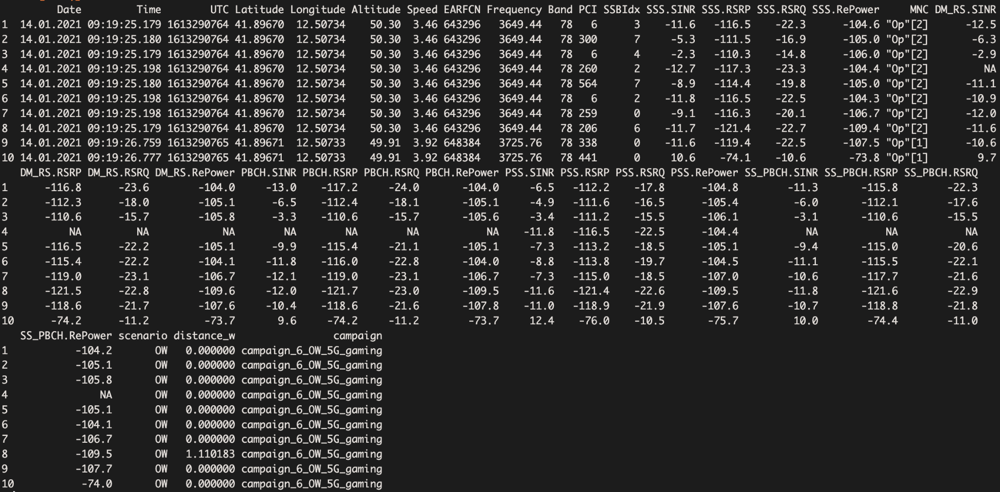 Date Time UTC Latitude Longitude Altitude Speed EARFCN Frequency Band PCI SSBIdx SSS.SINR SSS.RSRP SSS.RSRQ SSS.RePower MNC DM_RS.SINR
1 14.01.2021 09:19:25.179 1613290764 41.89670 12.50734 50.30 3.46 643296 3649.44 78 6 3 -11.6 -116.5 -22.3 -104.6 "Op"[2] -12.5
2 14.01.2021 09:19:25.180 1613290764 41.89670 12.50734 50.30 3.46 643296 3649.44 78 300 7 -5.3 -111.5 -16.9 -105.0 "Op"[2] -6.3
3 14.01.2021 09:19:25.179 1613290764 41.89670 12.50734 50.30 3.46 643296 3649.44 78 6 4 -2.3 -110.3 -14.8 -106.0 "Op"[2] -2.9
4 14.01.2021 09:19:25.198 1613290764 41.89670 12.50734 50.30 3.46 643296 3649.44 78 260 2 -12.7 -117.3 -23.3 -104.4 "Op"[2] NA
5 14.01.2021 09:19:25.180 1613290764 41.89670 12.50734 50.30 3.46 643296 3649.44 78 564 7 -8.9 -114.4 -19.8 -105.0 "Op"[2] -11.1
6 14.01.2021 09:19:25.198 1613290764 41.89670 12.50734 50.30 3.46 643296 3649.44 78 6 2 -11.8 -116.5 -22.5 -104.3 "Op"[2] -10.9
7 14.01.2021 09:19:25.198 1613290764 41.89670 12.50734 50.30 3.46 643296 3649.44 78 259 0 -9.1 -116.3 -20.1 -106.7 "Op"[2] -12.0
8 14.01.2021 09:19:25.179 1613290764 41.89670 12.50734 50.30 3.46 643296 3649.44 78 206 6 -11.7 -121.4 -22.7 -109.4 "Op"[2] -11.6
9 14.01.2021 09:19:26.759 1613290765 41.89671 12.50733 49.91 3.92 648384 3725.76 78 338 0 -11.6 -119.4 -22.5 -107.5 "Op"[1] -10.6
10 14.01.2021 09:19:26.777 1613290765 41.89671 12.50733 49.91 3.92 648384 3725.76 78 441 0 10.6 -74.1 -10.6 -73.8 "Op"[1] 9.7
DM_RS.RSRP DM_RS.RSRQ DM_RS.RePower PBCH.SINR PBCH.RSRP PBCH.RSRQ PBCH.RePower PSS.SINR PSS.RSRP PSS.RSRQ PSS.RePower SS_PBCH.SINR SS_PBCH.RSRP SS_PBCH.RSRQ
1 -116.8 -23.6 -104.0 -13.0 -117.2 -24.0 -104.0 -6.5 -112.2 -17.8 -104.8 -11.3 -115.8 -22.3
2 -112.3 -18.0 -105.1 -6.5 -112.4 -18.1 -105.1 -4.9 -111.6 -16.5 -105.4 -6.0 -112.1 -17.6
3 -110.6 -15.7 -105.8 -3.3 -110.6 -15.7 -105.6 -3.4 -111.2 -15.5 -106.1 -3.1 -110.6 -15.5
4 NA NA NA NA NA NA NA -11.8 -116.5 -22.5 -104.4 NA NA NA
5 -116.5 -22.2 -105.1 -9.9 -115.4 -21.1 -105.1 -7.3 -113.2 -18.5 -105.1 -9.4 -115.0 -20.6
6 -115.4 -22.2 -104.1 -11.8 -116.0 -22.8 -104.0 -8.8 -113.8 -19.7 -104.5 -11.1 -115.5 -22.1
7 -119.0 -23.1 -106.7 -12.1 -119.0 -23.1 -106.7 -7.3 -115.0 -18.5 -107.0 -10.6 -117.7 -21.6
8 -121.5 -22.8 -109.6 -12.0 -121.7 -23.0 -109.5 -11.6 -121.4 -22.6 -109.5 -11.8 -121.6 -22.9
9 -118.6 -21.7 -107.6 -10.4 -118.6 -21.6 -107.8 -11.0 -118.9 -21.9 -107.6 -10.7 -118.8 -21.8
10 -74.2 -11.2 -73.7 9.6 -74.2 -11.2 -73.7 12.4 -76.0 -10.5 -75.7 10.0 -74.4 -11.0
SS_PBCH.RePower scenario distance_w campaign
1 -104.2 OW 0.000000 campaign_6_OW_5G_gaming
2 -105.1 OW 0.000000 campaign_6_OW_5G_gaming
3 -105.8 OW 0.000000 campaign_6_OW_5G_gaming
4 NA OW 0.000000 campaign_6_OW_5G_gaming
5 -105.1 OW 0.000000 campaign_6_OW_5G_gaming
6 -104.1 OW 0.000000 campaign_6_OW_5G_gaming
7 -106.7 OW 0.000000 campaign_6_OW_5G_gaming
8 -109.5 OW 1.110183 campaign_6_OW_5G_gaming
9 -107.7 OW 0.000000 campaign_6_OW_5G_gaming
10 -74.0 OW 0.000000 campaign_6_OW_5G_gaming